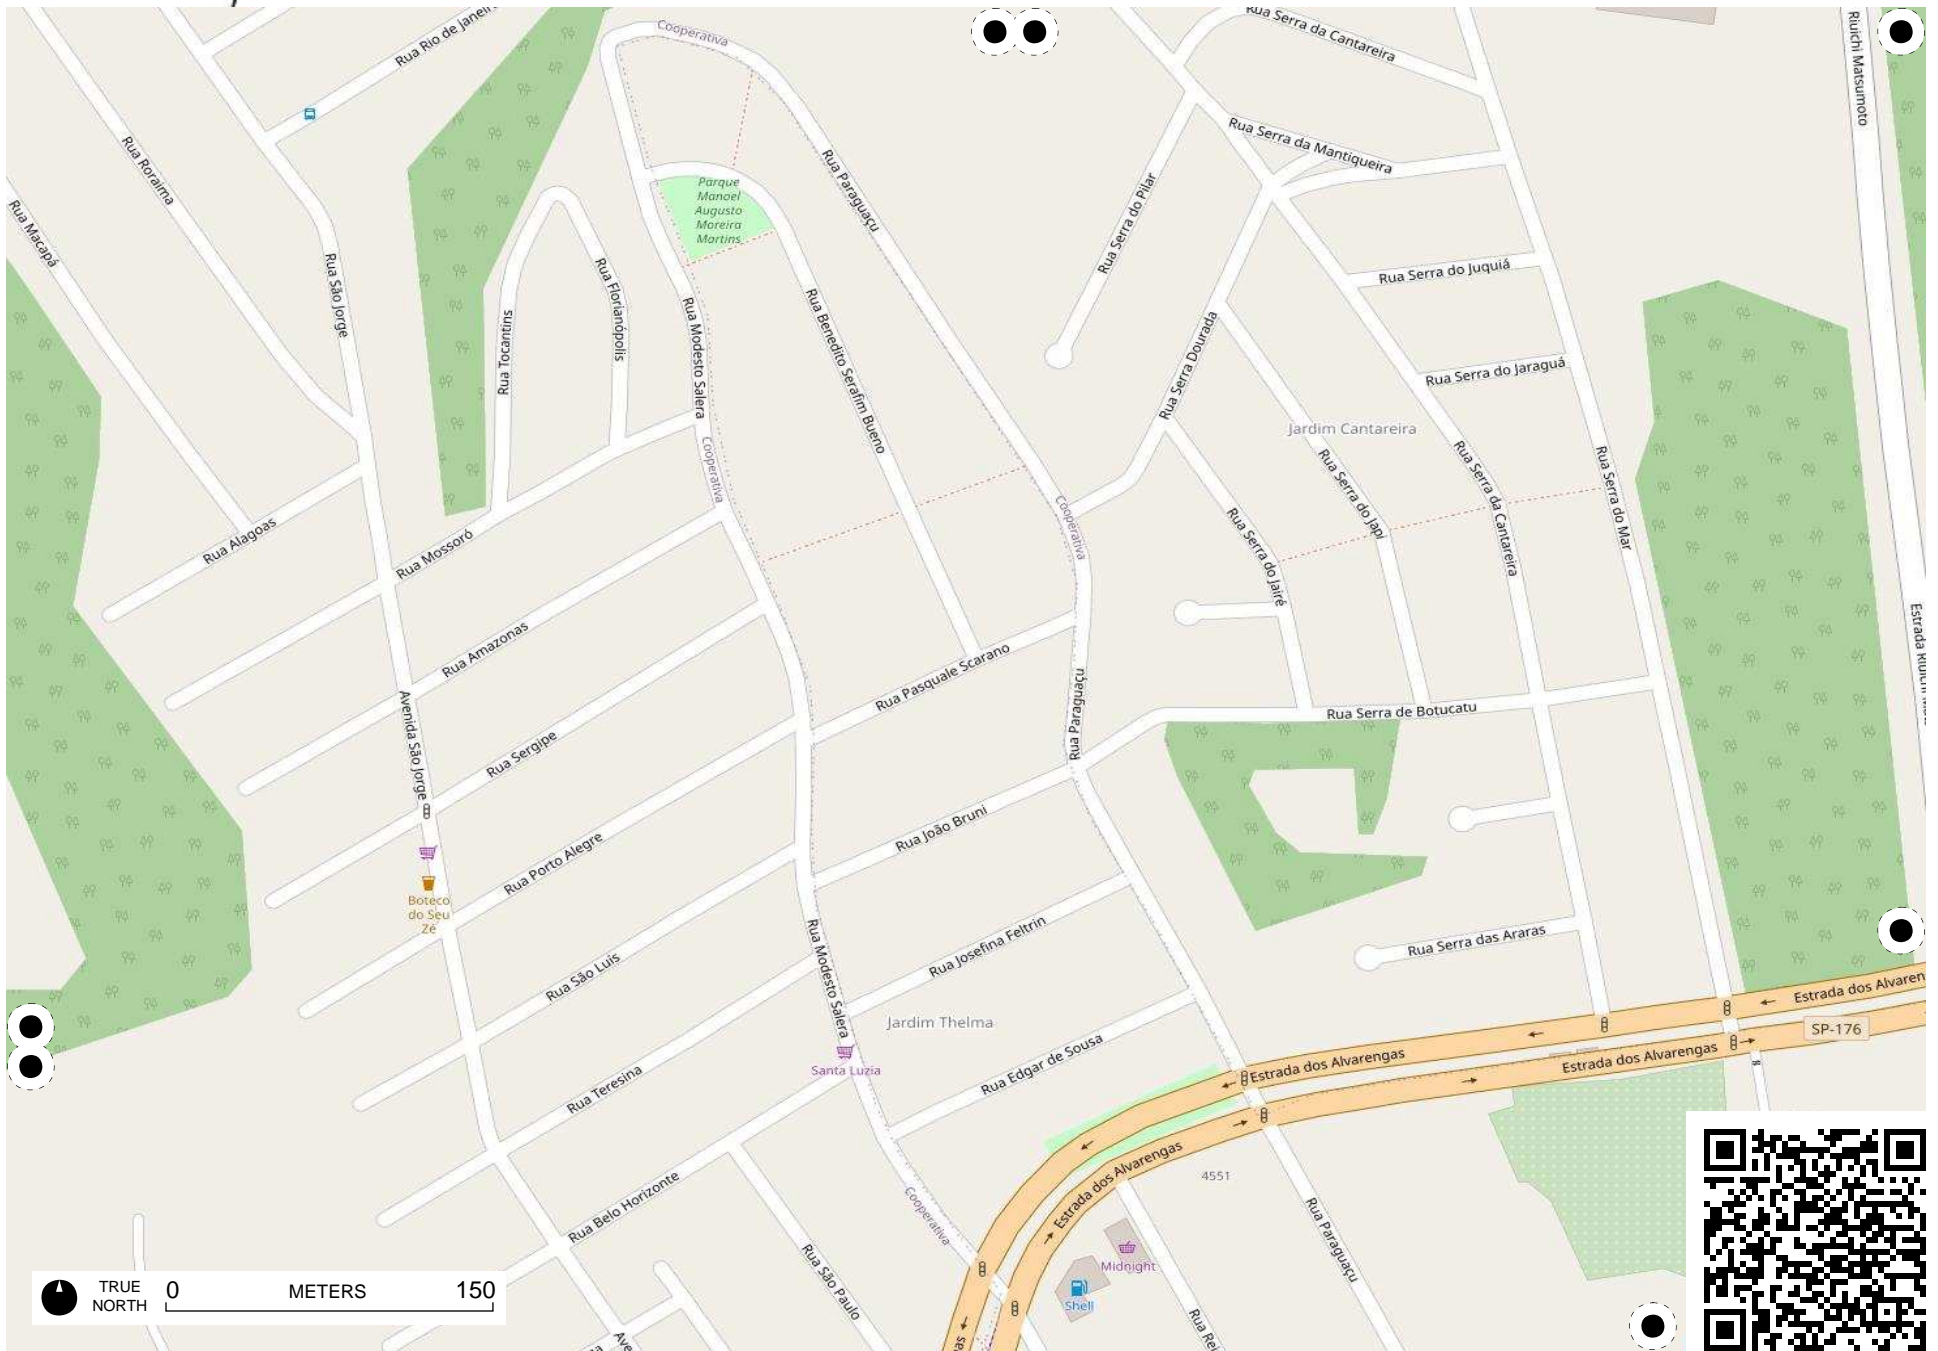 Rua Rio de Janeiro
Cooperativa
Rua Serra da Cantareira
Riuichi Matsumoto
Rua Roraima
Rua Serra da Mantiqueira
Rua Paraguaçu
Parque
Manoel
Augusto
Moreira
Martins
Rua Serra do Pilar
Rua Macapá
Rua São Jorge
Rua Florianópolis
Rua Serra do Juquiá
Rua Tocantins
Rua Modesto Salera
Rua Benedito Serafim Bueno
Rua Serra Dourada
Rua Serra do Jaraguá
Jardim Cantareira
Cooperativa
Rua Serra do Japi
Rua Serra da Cantareira
Rua Serra do Mar
Rua Alagoas
Rua Mossoró
Cooperativa
Rua Serra do Jairé
Rua Amazonas
Rua Pasquale Scarano
Estrada Riuichi
Avenida São Jorge
Rua Sergipe
Rua Paraguaçu
Rua Serra de Botucatu
Rua João Bruni
Rua Porto Alegre
Boteco
do Seu
Zé
Rua São Luis
Rua Modesto Salera
Rua Josefina Feltrin
Rua Serra das Araras
Jardim Thelma
Estrada dos Alvaren
SP-176
Santa Luzia
Rua Edgar de Sousa
Estrada dos Alvarengas
Estrada dos Alvarengas
Rua Teresina
Estrada dos Alvarengas
4551
Rua Belo Horizonte
Cooperativa
Rua Paraguaçu
Rua São Paulo
Midnight
Shell
Rua Rei
Ave
as
TRUE
NORTH
0 METERS 150